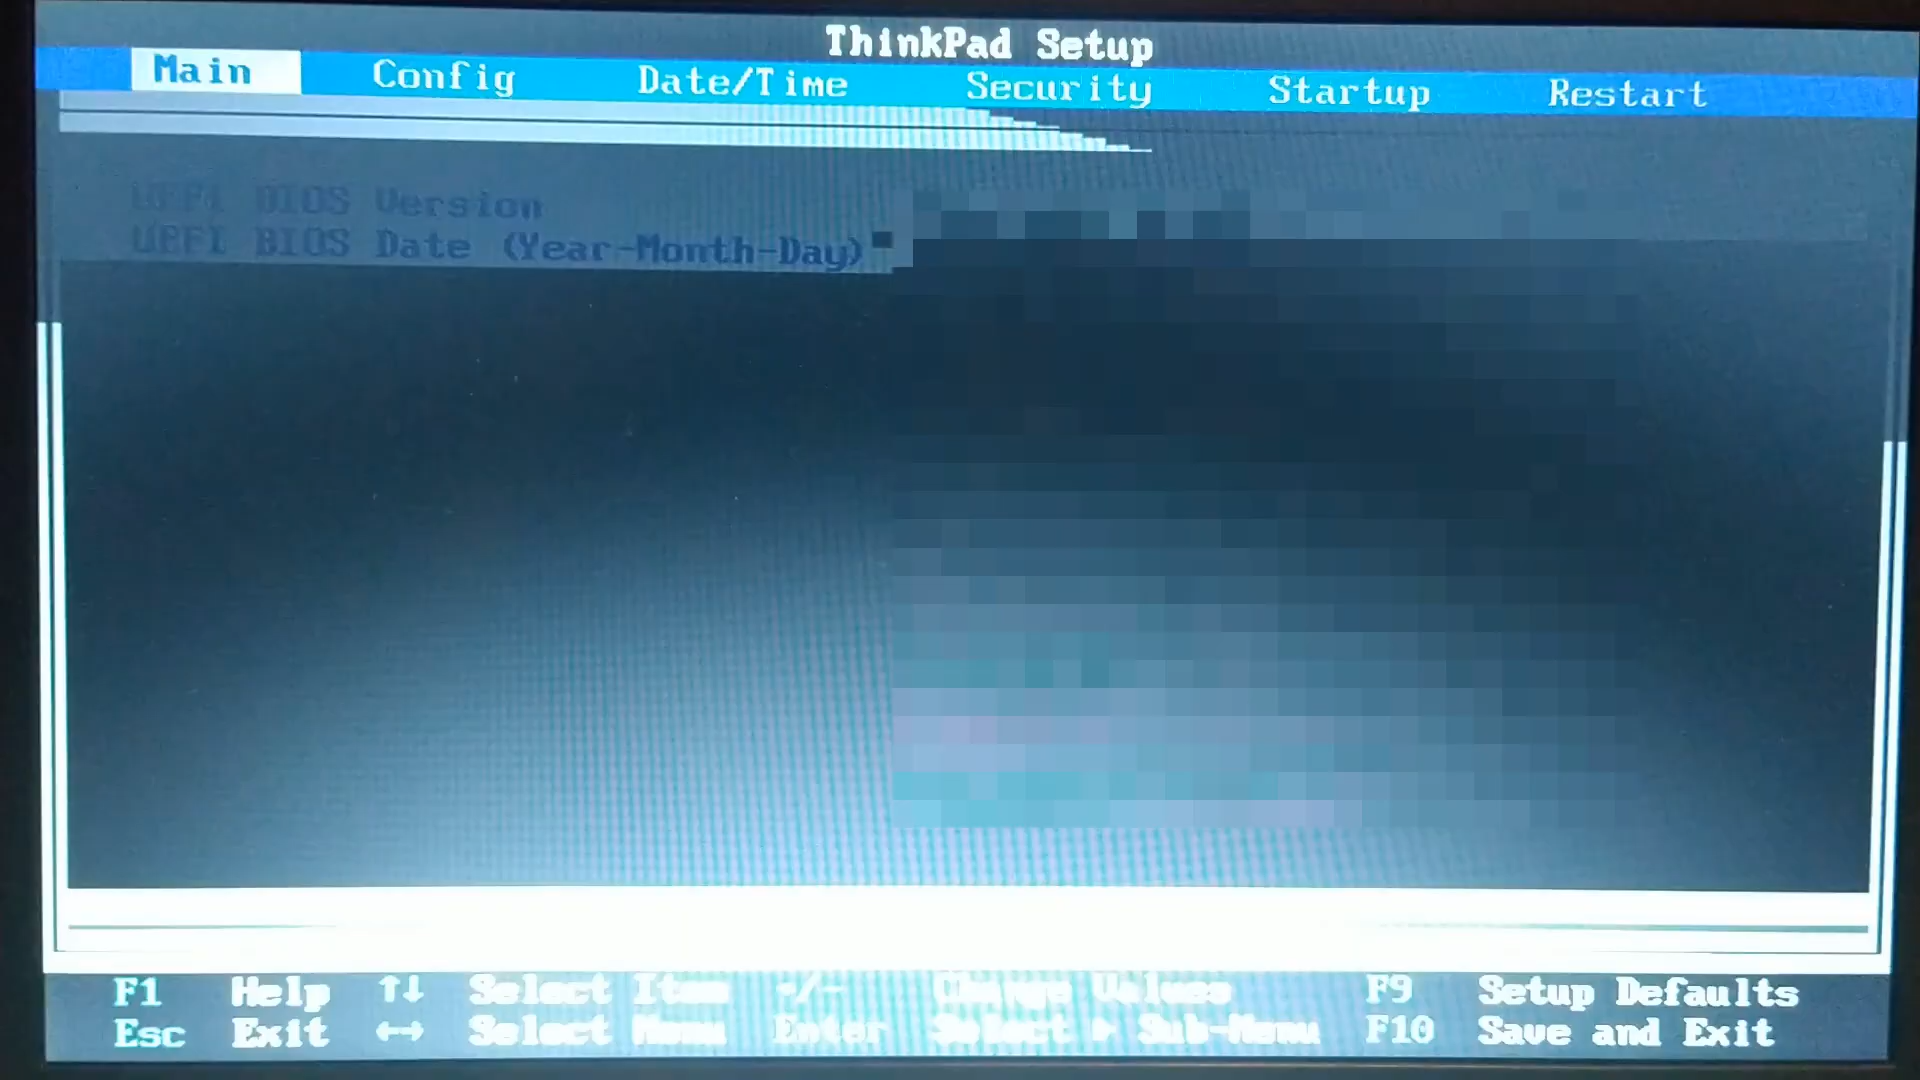 ThinkPad Setup
Main Config Date/Time Security Startup Restart
UEFI BIOS Version
UEFI BIOS Date (Year-Month-Day)
F1 Help ↑↓ Select Item -/- Change Values F9 Setup Defaults
Esc Exit ↔ Select Menu Enter Select ▶ Sub-Menu F10 Save and Exit